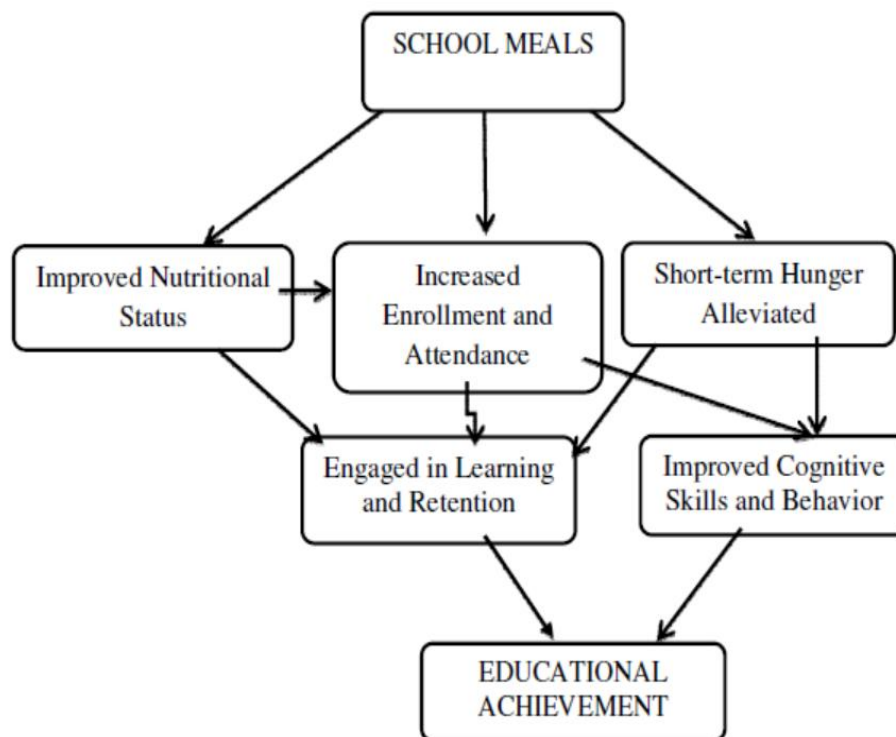 SCHOOL MEALS
Improved Nutritional
Status
Increased
Enrollment and
Attendance
Short-term Hunger
Alleviated
Engaged in Learning
and Retention
Improved Cognitive
Skills and Behavior
EDUCATIONAL
ACHIEVEMENT